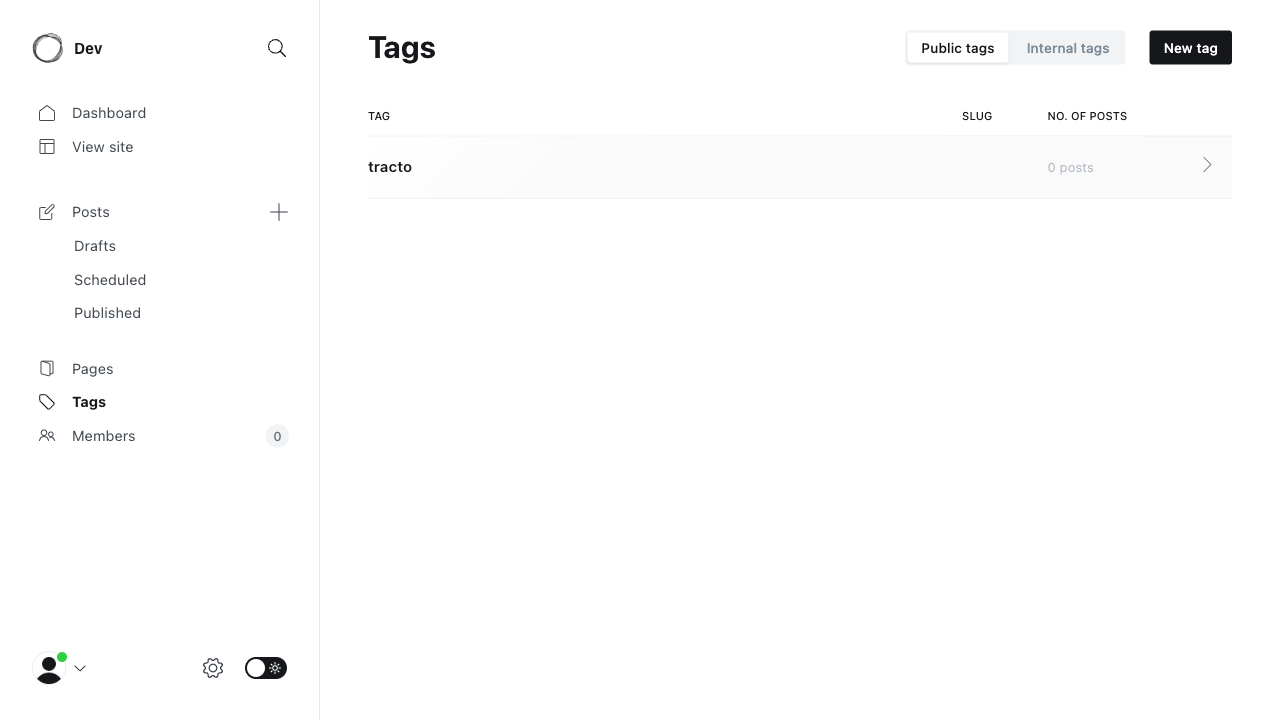 Dev
Dashboard
View site
Posts
Drafts
Scheduled
Published
Pages
Tags
Members 0
Tags
Public tags Internal tags New tag
TAG SLUG NO. OF POSTS
tracto 0 posts